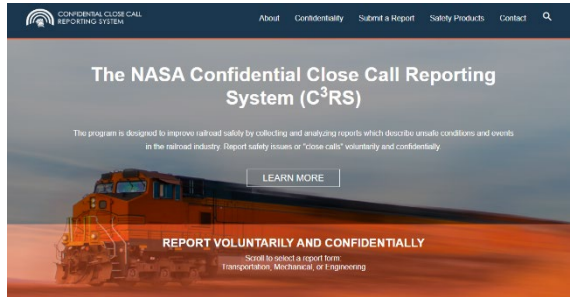 CONFIDENTIAL CLOSE CALL
REPORTING SYSTEM
About Confidentiality Submit a Report Safety Products Contact
The NASA Confidential Close Call Reporting
System (C³RS)
The program is designed to improve railroad safety by collecting and analyzing reports which describe unsafe conditions and events
in the railroad industry. Report safety issues or "close calls" voluntarily and confidentially.
LEARN MORE
REPORT VOLUNTARILY AND CONFIDENTIALLY
Scroll to select a report form:
Transportation, Mechanical, or Engineering